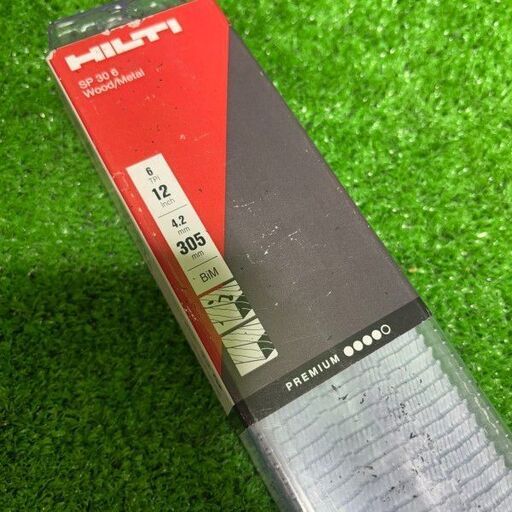 HILTI
SP 30 6
Wood/Metal
6
TPI
12
Inch
4.2
mm
305
mm
BiM
PREMIUM